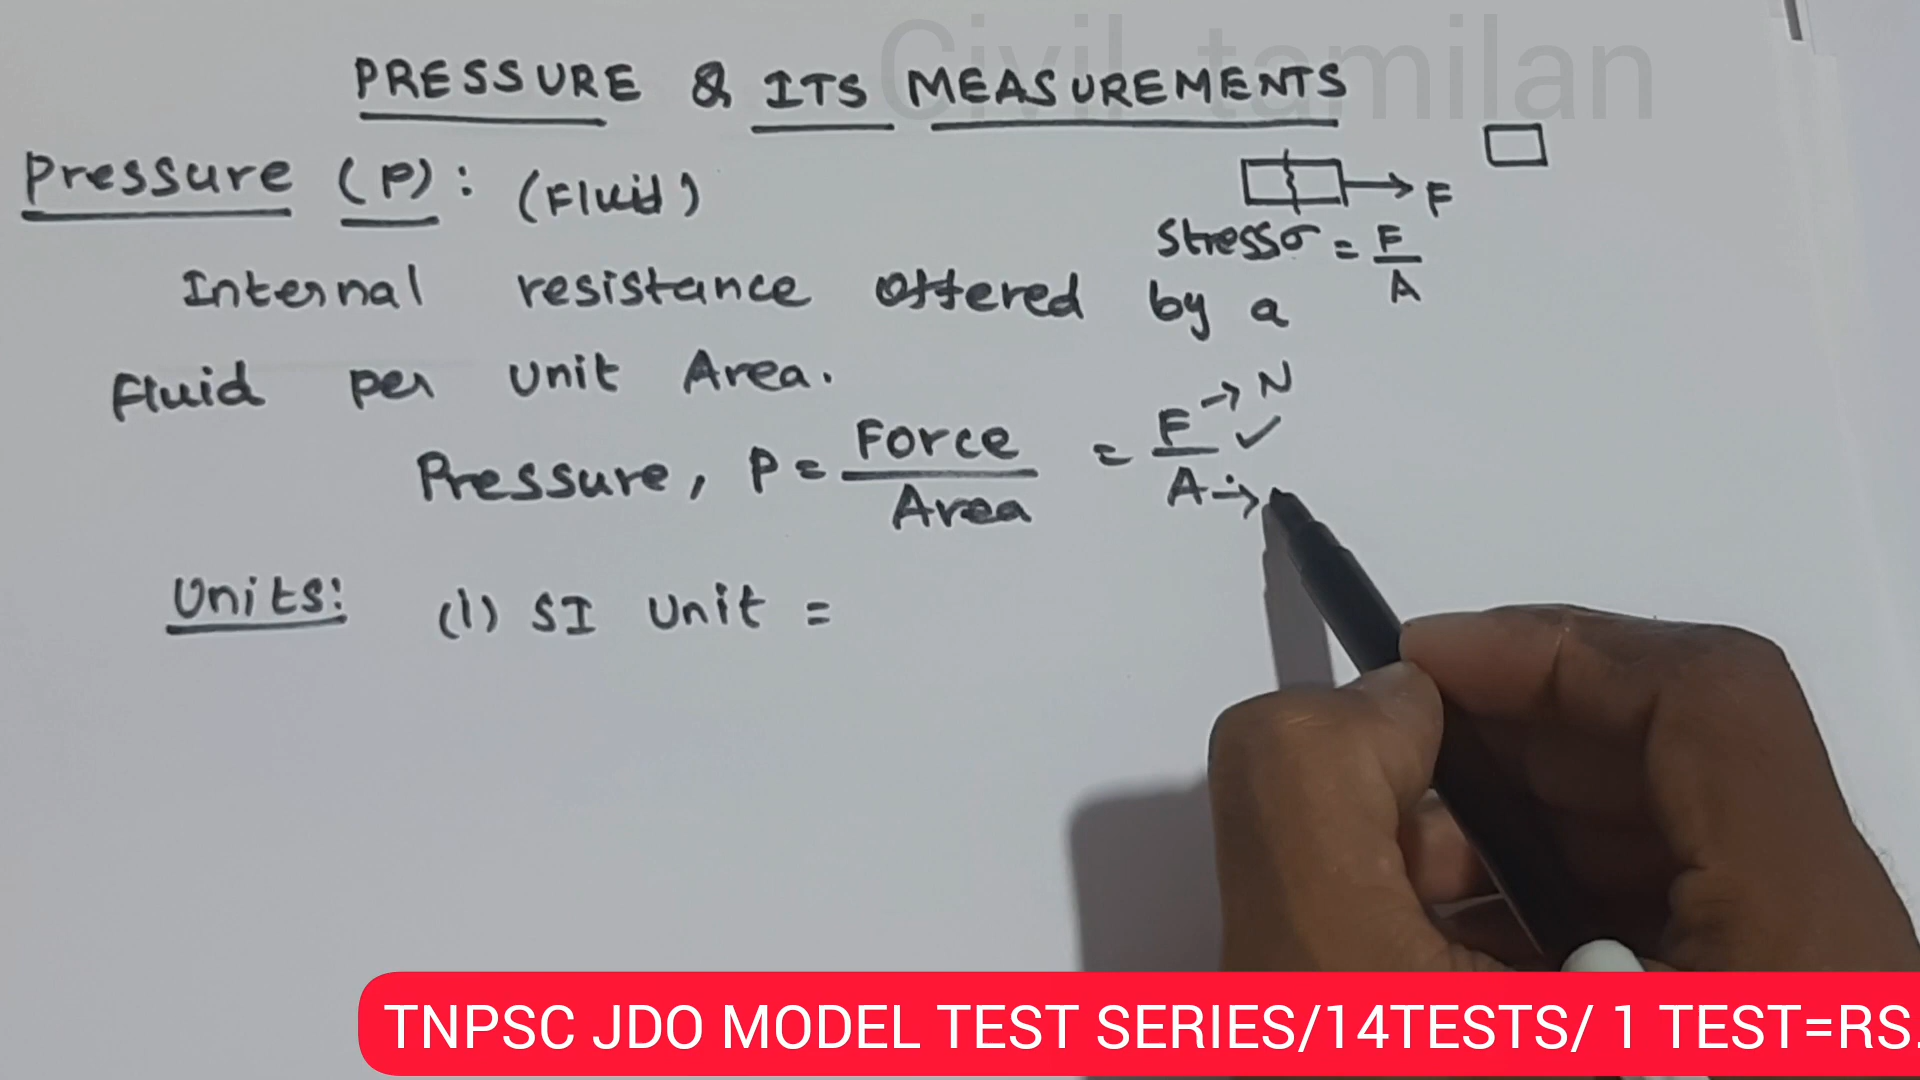 Civil tamilan
PRESSURE & ITS MEASUREMENTS
Pressure (P): (Fluid)
→ F
Stress σ = F/A
Internal resistance offered by a
Fluid per unit Area.
Pressure, P = Force/Area = F/A → N ✓
Units: (1) SI Unit =
TNPSC JDO MODEL TEST SERIES/14TESTS/ 1 TEST=RS.